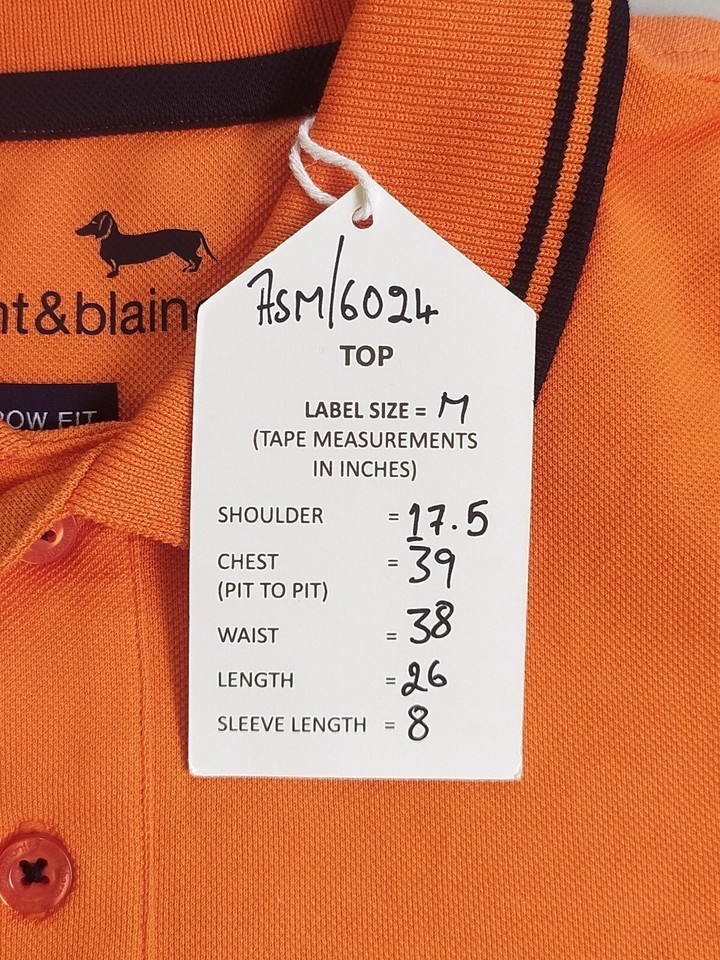 nt&blain
ROW FIT
ASM/6024
TOP
LABEL SIZE = M
(TAPE MEASUREMENTS
IN INCHES)
SHOULDER = 17.5
CHEST = 39
(PIT TO PIT)
WAIST = 38
LENGTH = 26
SLEEVE LENGTH = 8